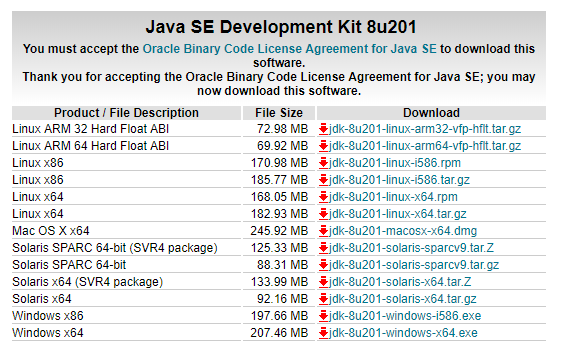 Java SE Development Kit 8u201
You must accept the Oracle Binary Code License Agreement for Java SE to download this
software.
Thank you for accepting the Oracle Binary Code License Agreement for Java SE; you may
now download this software.
Product / File Description File Size Download
Linux ARM 32 Hard Float ABI 72.98 MB jdk-8u201-linux-arm32-vfp-hflt.tar.gz
Linux ARM 64 Hard Float ABI 69.92 MB jdk-8u201-linux-arm64-vfp-hflt.tar.gz
Linux x86 170.98 MB jdk-8u201-linux-i586.rpm
Linux x86 185.77 MB jdk-8u201-linux-i586.tar.gz
Linux x64 168.05 MB jdk-8u201-linux-x64.rpm
Linux x64 182.93 MB jdk-8u201-linux-x64.tar.gz
Mac OS X x64 245.92 MB jdk-8u201-macosx-x64.dmg
Solaris SPARC 64-bit (SVR4 package) 125.33 MB jdk-8u201-solaris-sparcv9.tar.Z
Solaris SPARC 64-bit 88.31 MB jdk-8u201-solaris-sparcv9.tar.gz
Solaris x64 (SVR4 package) 133.99 MB jdk-8u201-solaris-x64.tar.Z
Solaris x64 92.16 MB jdk-8u201-solaris-x64.tar.gz
Windows x86 197.66 MB jdk-8u201-windows-i586.exe
Windows x64 207.46 MB jdk-8u201-windows-x64.exe